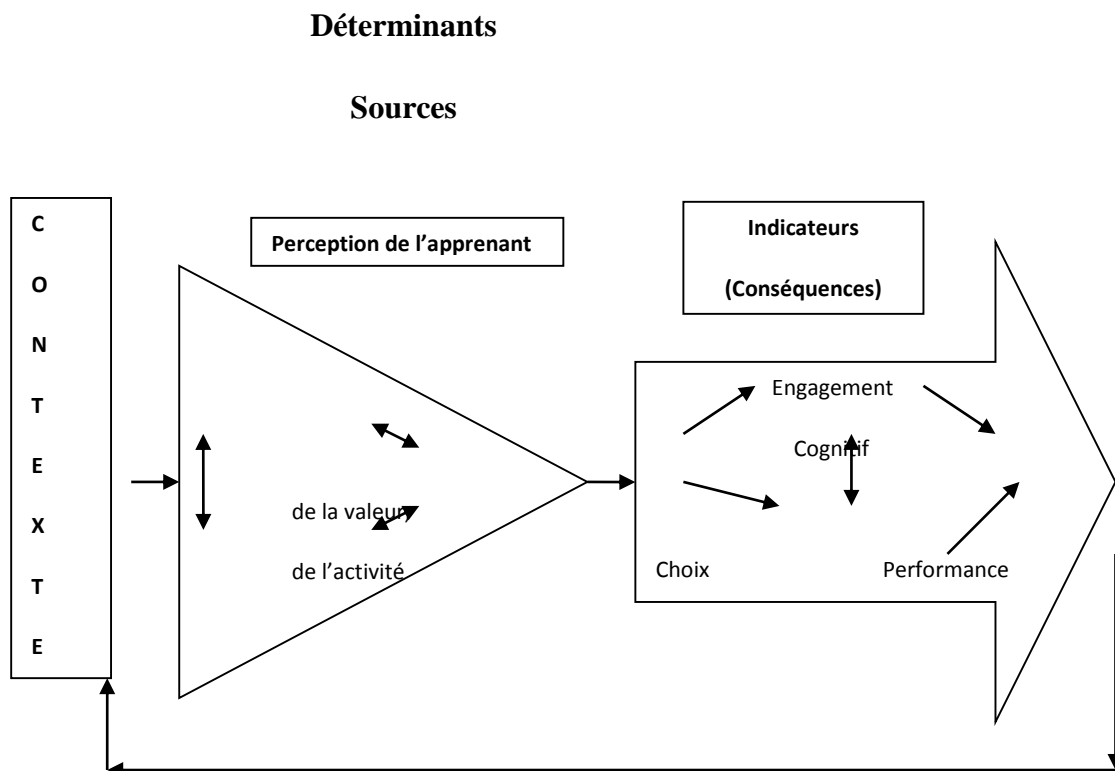 Déterminants
Sources
C
O
N
T
E
X
T
E
Perception de l’apprenant
Indicateurs
(Conséquences)
de la valeur
de l’activité
Engagement
Cognitif
Choix
Performance